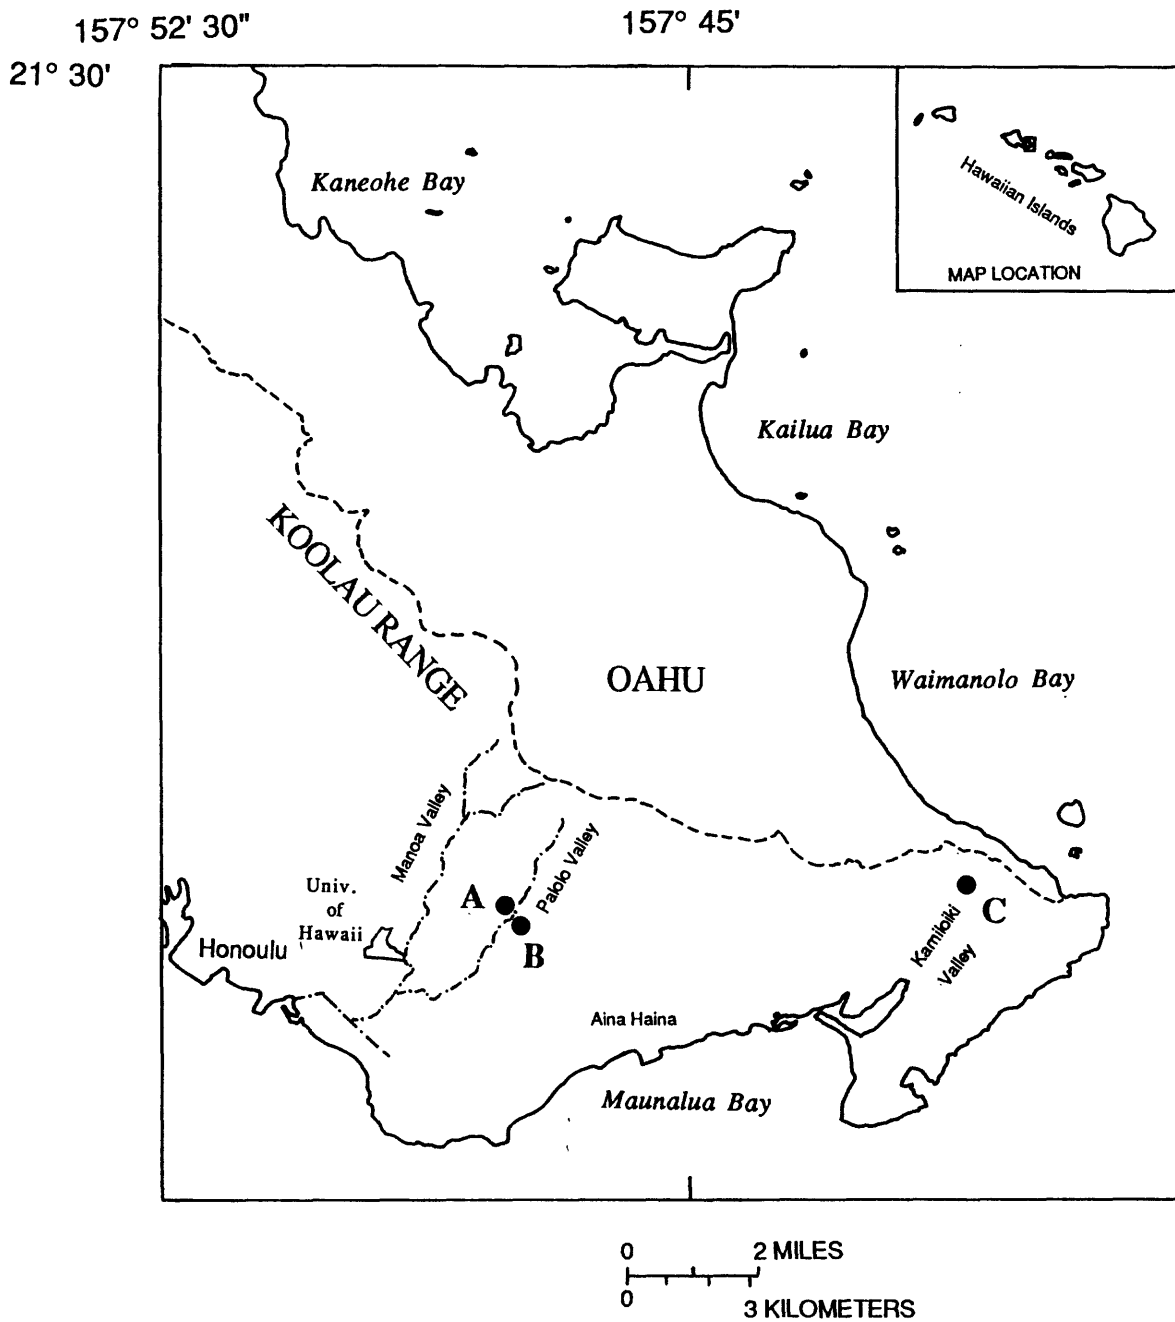 157° 52' 30"
157° 45'
21° 30'
Kaneohe Bay
Hawaiian Islands
MAP LOCATION
Kailua Bay
KOOLAU RANGE
OAHU
Waimanolo Bay
Manoa Valley
Palolo Valley
Univ.
of
Hawaii
A
B
C
Kamiloiki
Valley
Honoulu
Aina Haina
Maunalua Bay
0
2 MILES
0
3 KILOMETERS